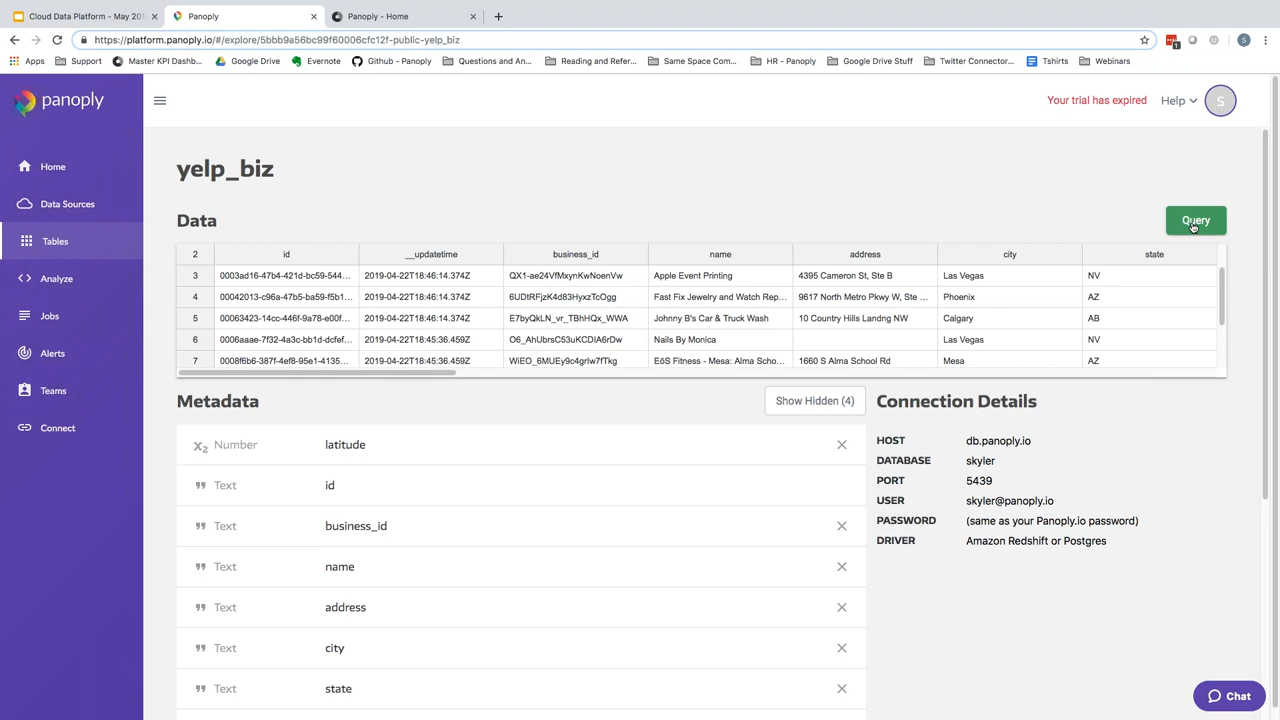 Cloud Data Platform - May 201
Panoply
Panoply - Home
https://platform.panoply.io/#/explore/5bbb9a56bc99f60006cfc12f-public-yelp_biz
Apps Support Master KPI Dashb... Google Drive Evernote Github - Panoply Questions and An... Reading and Refer... Same Space Com... HR - Panoply Google Drive Stuff Twitter Connector... Tshirts Webinars
panoply
Your trial has expired Help S
Home
Data Sources
Tables
Analyze
Jobs
Alerts
Teams
Connect
yelp_biz
Data
Query
2 id __updatetime business_id name address city state
3 0003ad16-47b4-421d-bc59-544... 2019-04-22T18:46:14.374Z QX1-ae24VfMxynKwNoenVw Apple Event Printing 4395 Cameron St, Ste B Las Vegas NV
4 00042013-c96a-47b5-ba59-f5b1... 2019-04-22T18:46:14.374Z 6UDtRFjzK4d83HyxzTcOgg Fast Fix Jewelry and Watch Rep... 9617 North Metro Pkwy W, Ste ... Phoenix AZ
5 00063423-14cc-446f-9a78-e00f... 2019-04-22T18:46:14.374Z E7byQkLN_vr_TBhHQx_WWA Johnny B's Car & Truck Wash 10 Country Hills Landng NW Calgary AB
6 0006aaae-7f32-4a3c-bb1d-dcfef... 2019-04-22T18:45:36.459Z O6_AhUbrsC53uKCDIA6rDw Nails By Monica Las Vegas NV
7 0008f6b6-387f-4ef8-95e1-4135... 2019-04-22T18:45:36.459Z WiEO_6MUEy9c4grIw7fTkg EōS Fitness - Mesa: Alma Scho... 1660 S Alma School Rd Mesa AZ
Metadata
Show Hidden (4)
Number latitude
Text id
Text business_id
Text name
Text address
Text city
Text state
Connection Details
HOST db.panoply.io
DATABASE skyler
PORT 5439
USER skyler@panoply.io
PASSWORD (same as your Panoply.io password)
DRIVER Amazon Redshift or Postgres
Chat